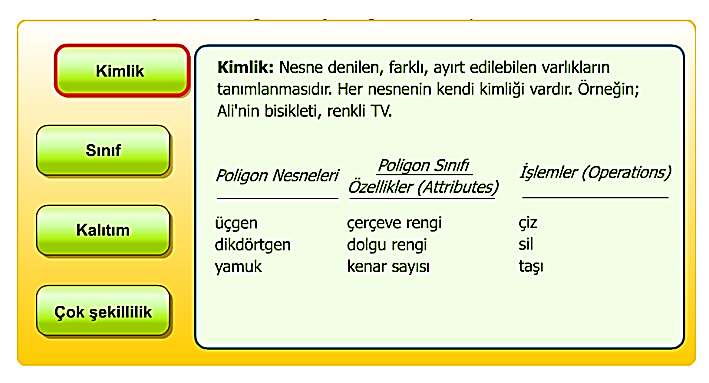 Kimlik
Sınıf
Kalıtım
Çok şekillilik
Kimlik: Nesne denilen, farklı, ayırt edilebilen varlıkların
tanımlanmasıdır. Her nesnenin kendi kimliği vardır. Örneğin;
Ali'nin bisikleti, renkli TV.
Poligon Nesneleri
Poligon Sınıfı
Özellikler (Attributes)
İşlemler (Operations)
üçgen çerçeve rengi çiz
dikdörtgen dolgu rengi sil
yamuk kenar sayısı taşı